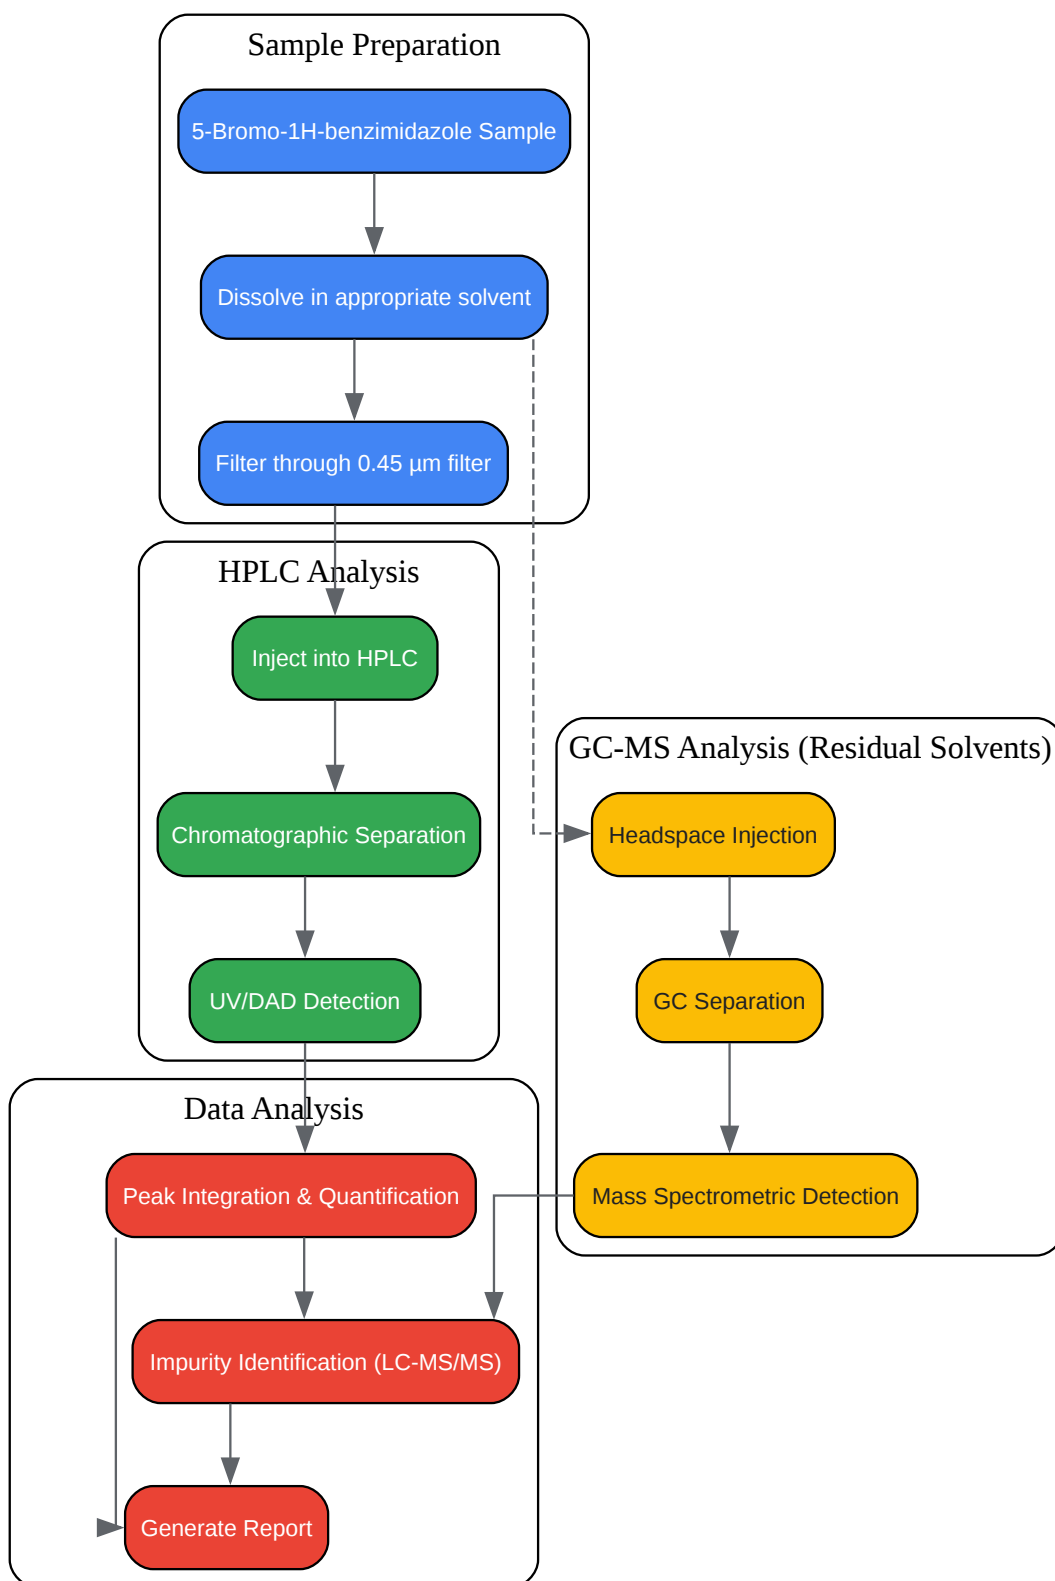 Sample Preparation
5-Bromo-1H-benzimidazole Sample
Dissolve in appropriate solvent
Filter through 0.45 µm filter
HPLC Analysis
Inject into HPLC
Chromatographic Separation
UV/DAD Detection
GC-MS Analysis (Residual Solvents)
Headspace Injection
GC Separation
Mass Spectrometric Detection
Data Analysis
Peak Integration & Quantification
Impurity Identification (LC-MS/MS)
Generate Report